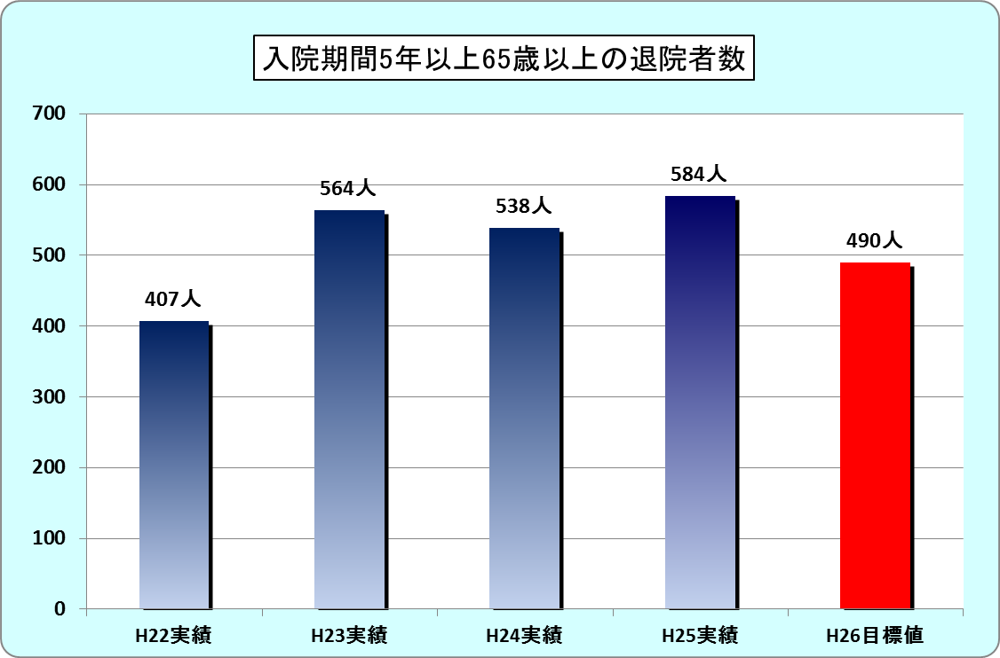 入院期間5年以上65歳以上の退院者数
700
600
500
400
300
200
100
0
407人
564人
538人
584人
490人
H22実績
H23実績
H24実績
H25実績
H26目標値